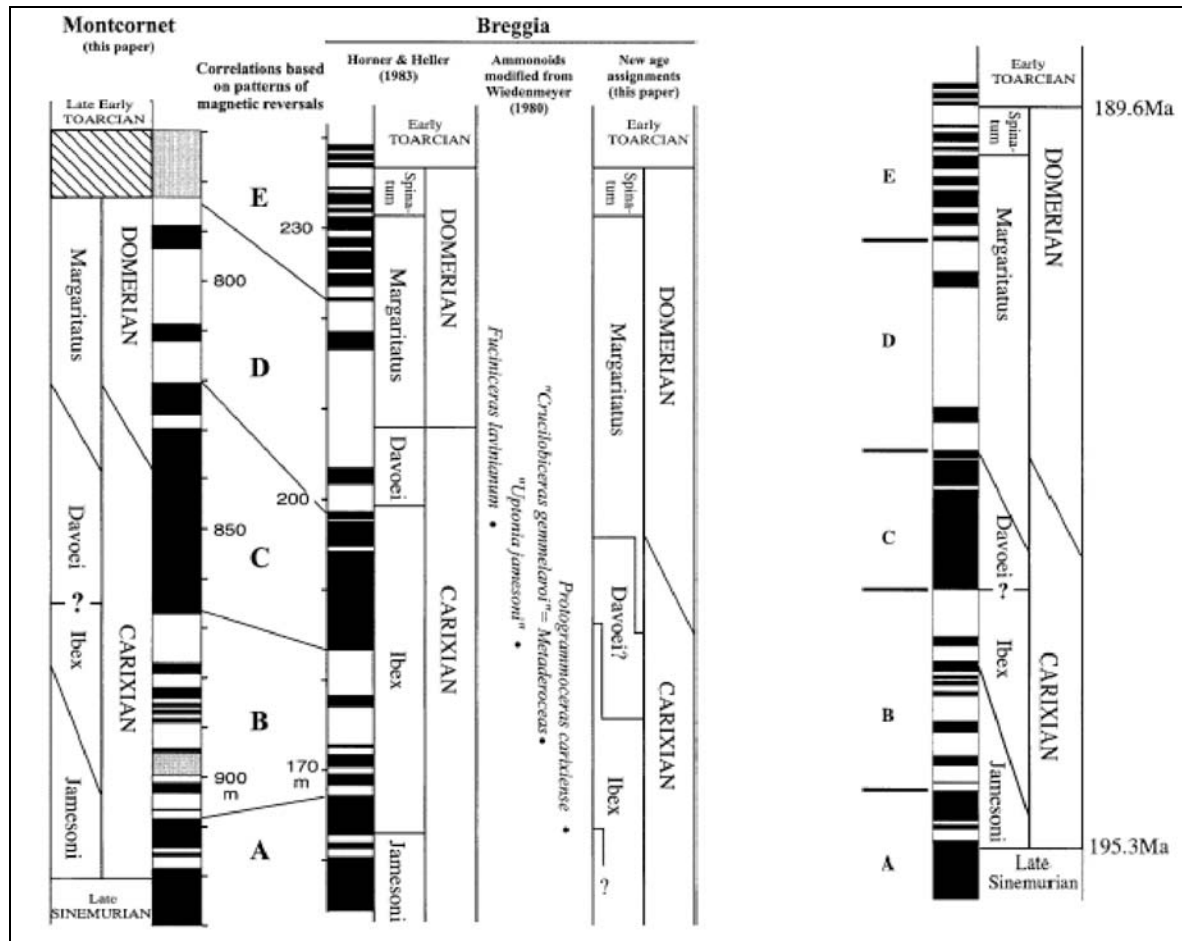 Montcornet
(this paper)
Correlations based
on patterns of
magnetic reversals
Breggia
Horner & Heller
(1983)
Ammonoids
modified from
Wiedenmeyer
(1980)
New age
assignments
(this paper)
Late Early
TOARCIAN
Margaritatus
DOMERIAN
Davoei
?
Ibex
CARIXIAN
Jamesoni
Late
SINEMURIAN
800
850
900
m
E
D
C
B
A
230
200
170
m
Early
TOARCIAN
Spina-
tum
Margaritatus
DOMERIAN
Davoei
Ibex
CARIXIAN
Jamesoni
Fuciniceras lavinianum •
"Uptonia jamesoni" •
"Crucilobiceras gemmelaroi"= Metaderoceas •
Protogrammoceras carixiense •
Early
TOARCIAN
Spina-
tum
Margaritatus
DOMERIAN
Davoei?
CARIXIAN
Ibex
?
E
D
C
B
A
Early
TOARCIIAN
189.6Ma
Spina-
tum
Margaritatus
DOMERIAN
Davoei
?
Ibex
CARIXIAN
Jamesoni
195.3Ma
Late
Sinemurian